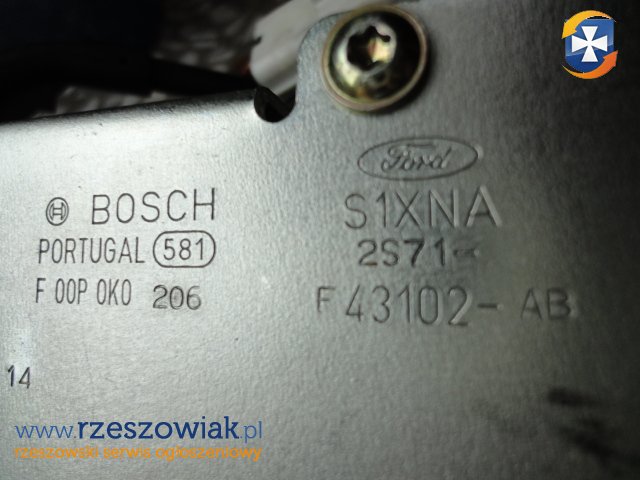 Ford
BOSCH
S1XNA
PORTUGAL 581
2S71-
F 00P 0K0 206
F43102- AB
14
www.rzeszowiak.pl
rzeszowski serwis ogłoszeniowy